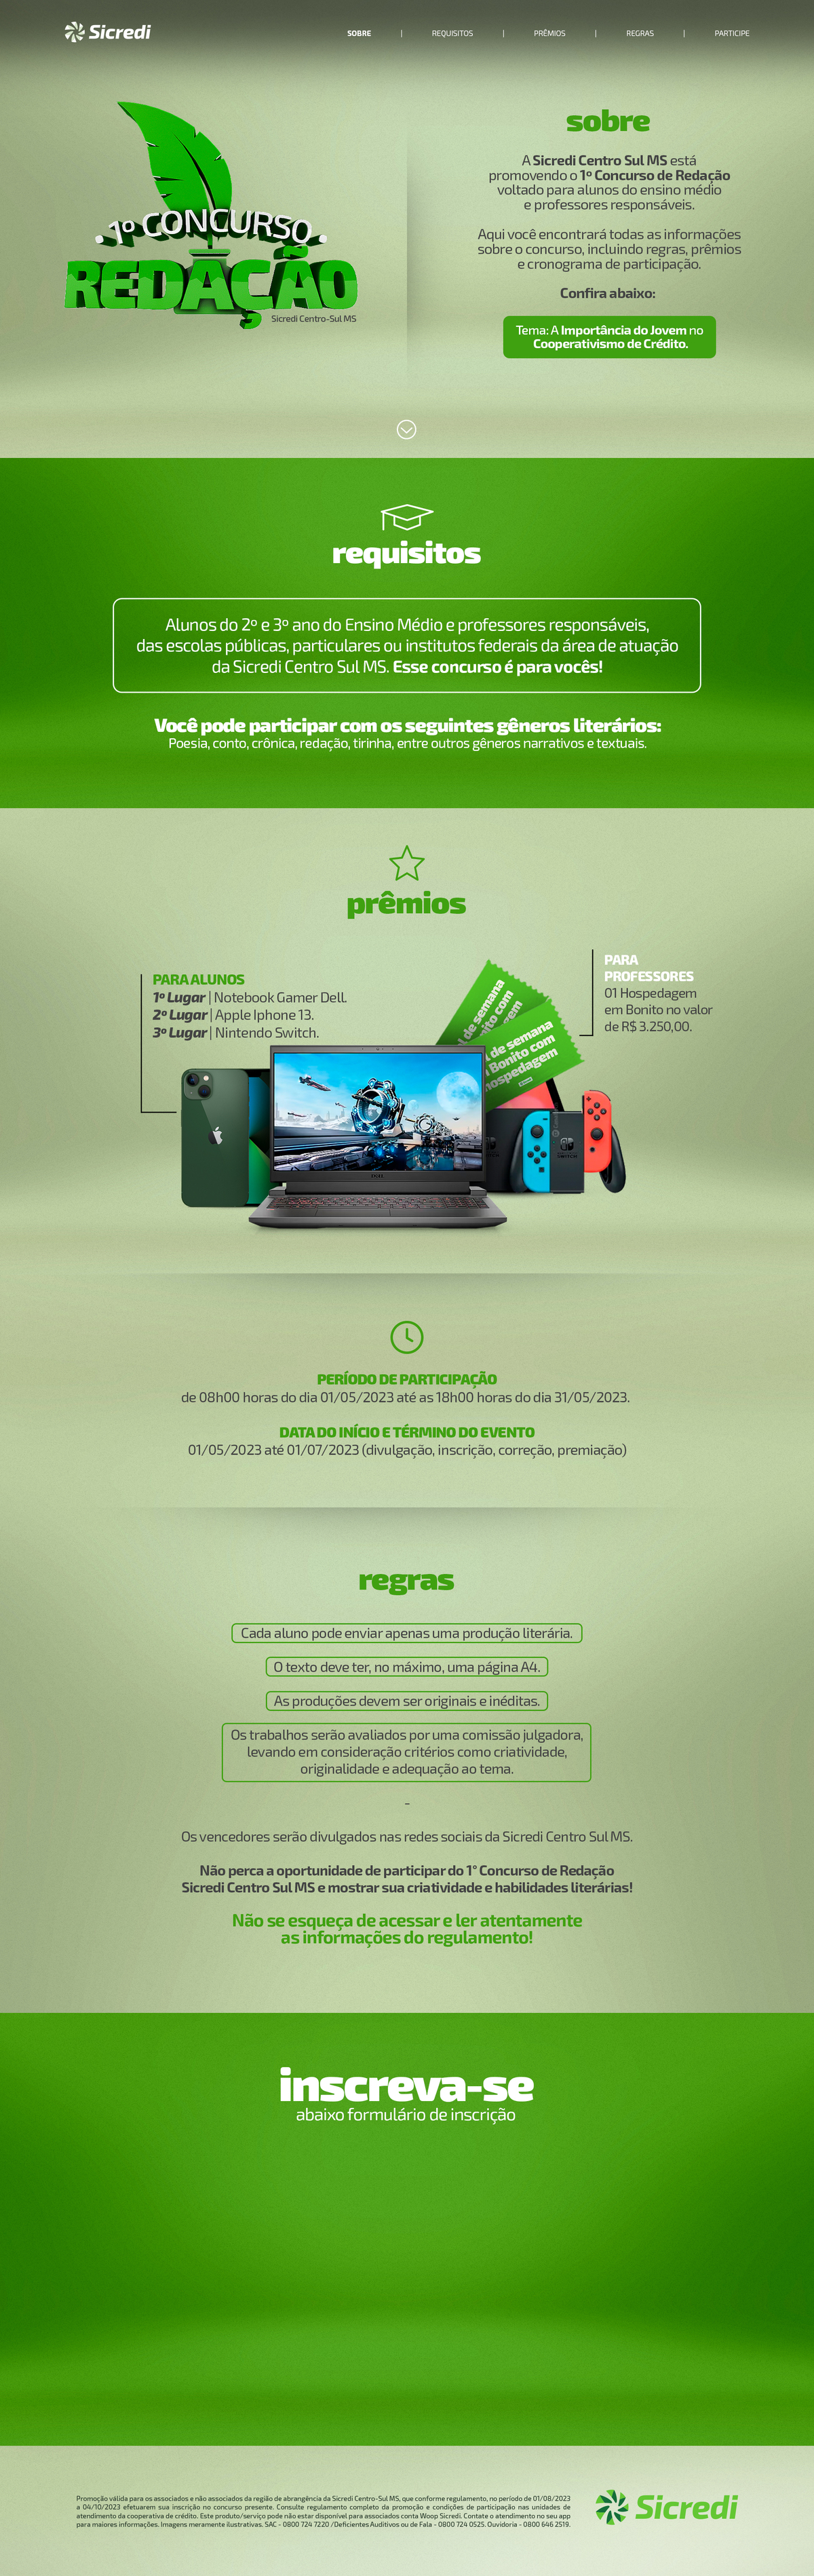 Sicredi
SOBRE | REQUISITOS | PRÊMIOS | REGRAS | PARTICIPE
1º CONCURSO
REDAÇÃO
Sicredi Centro-Sul MS
sobre
A Sicredi Centro Sul MS está
promovendo o 1º Concurso de Redação
voltado para alunos do ensino médio
e professores responsáveis.
Aqui você encontrará todas as informações
sobre o concurso, incluindo regras, prêmios
e cronograma de participação.
Confira abaixo:
Tema: A Importância do Jovem no
Cooperativismo de Crédito.
requisitos
Alunos do 2º e 3º ano do Ensino Médio e professores responsáveis,
das escolas públicas, particulares ou institutos federais da área de atuação
da Sicredi Centro Sul MS. Esse concurso é para vocês!
Você pode participar com os seguintes gêneros literários:
Poesia, conto, crônica, redação, tirinha, entre outros gêneros narrativos e textuais.
prêmios
PARA ALUNOS
1º Lugar | Notebook Gamer Dell.
2º Lugar | Apple Iphone 13.
3º Lugar | Nintendo Switch.
PARA
PROFESSORES
01 Hospedagem
em Bonito no valor
de R$ 3.250,00.
l de semana
nito com
de semana
Bonito com
hospedagem
DELL
PERÍODO DE PARTICIPAÇÃO
de 08h00 horas do dia 01/05/2023 até as 18h00 horas do dia 31/05/2023.
DATA DO INÍCIO E TÉRMINO DO EVENTO
01/05/2023 até 01/07/2023 (divulgação, inscrição, correção, premiação)
regras
Cada aluno pode enviar apenas uma produção literária.
O texto deve ter, no máximo, uma página A4.
As produções devem ser originais e inéditas.
Os trabalhos serão avaliados por uma comissão julgadora,
levando em consideração critérios como criatividade,
originalidade e adequação ao tema.
-
Os vencedores serão divulgados nas redes sociais da Sicredi Centro Sul MS.
Não perca a oportunidade de participar do 1° Concurso de Redação
Sicredi Centro Sul MS e mostrar sua criatividade e habilidades literárias!
Não se esqueça de acessar e ler atentamente
as informações do regulamento!
inscreva-se
abaixo formulário de inscrição
Promoção válida para os associados e não associados da região de abrangência da Sicredi Centro-Sul MS, que conforme regulamento, no período de 01/08/2023
a 04/10/2023 efetuarem sua inscrição no concurso presente. Consulte regulamento completo da promoção e condições de participação nas unidades de
atendimento da cooperativa de crédito. Este produto/serviço pode não estar disponível para associados conta Woop Sicredi. Contate o atendimento no seu app
para maiores informações. Imagens meramente ilustrativas. SAC - 0800 724 7220 /Deficientes Auditivos ou de Fala - 0800 724 0525. Ouvidoria - 0800 646 2519.
Sicredi